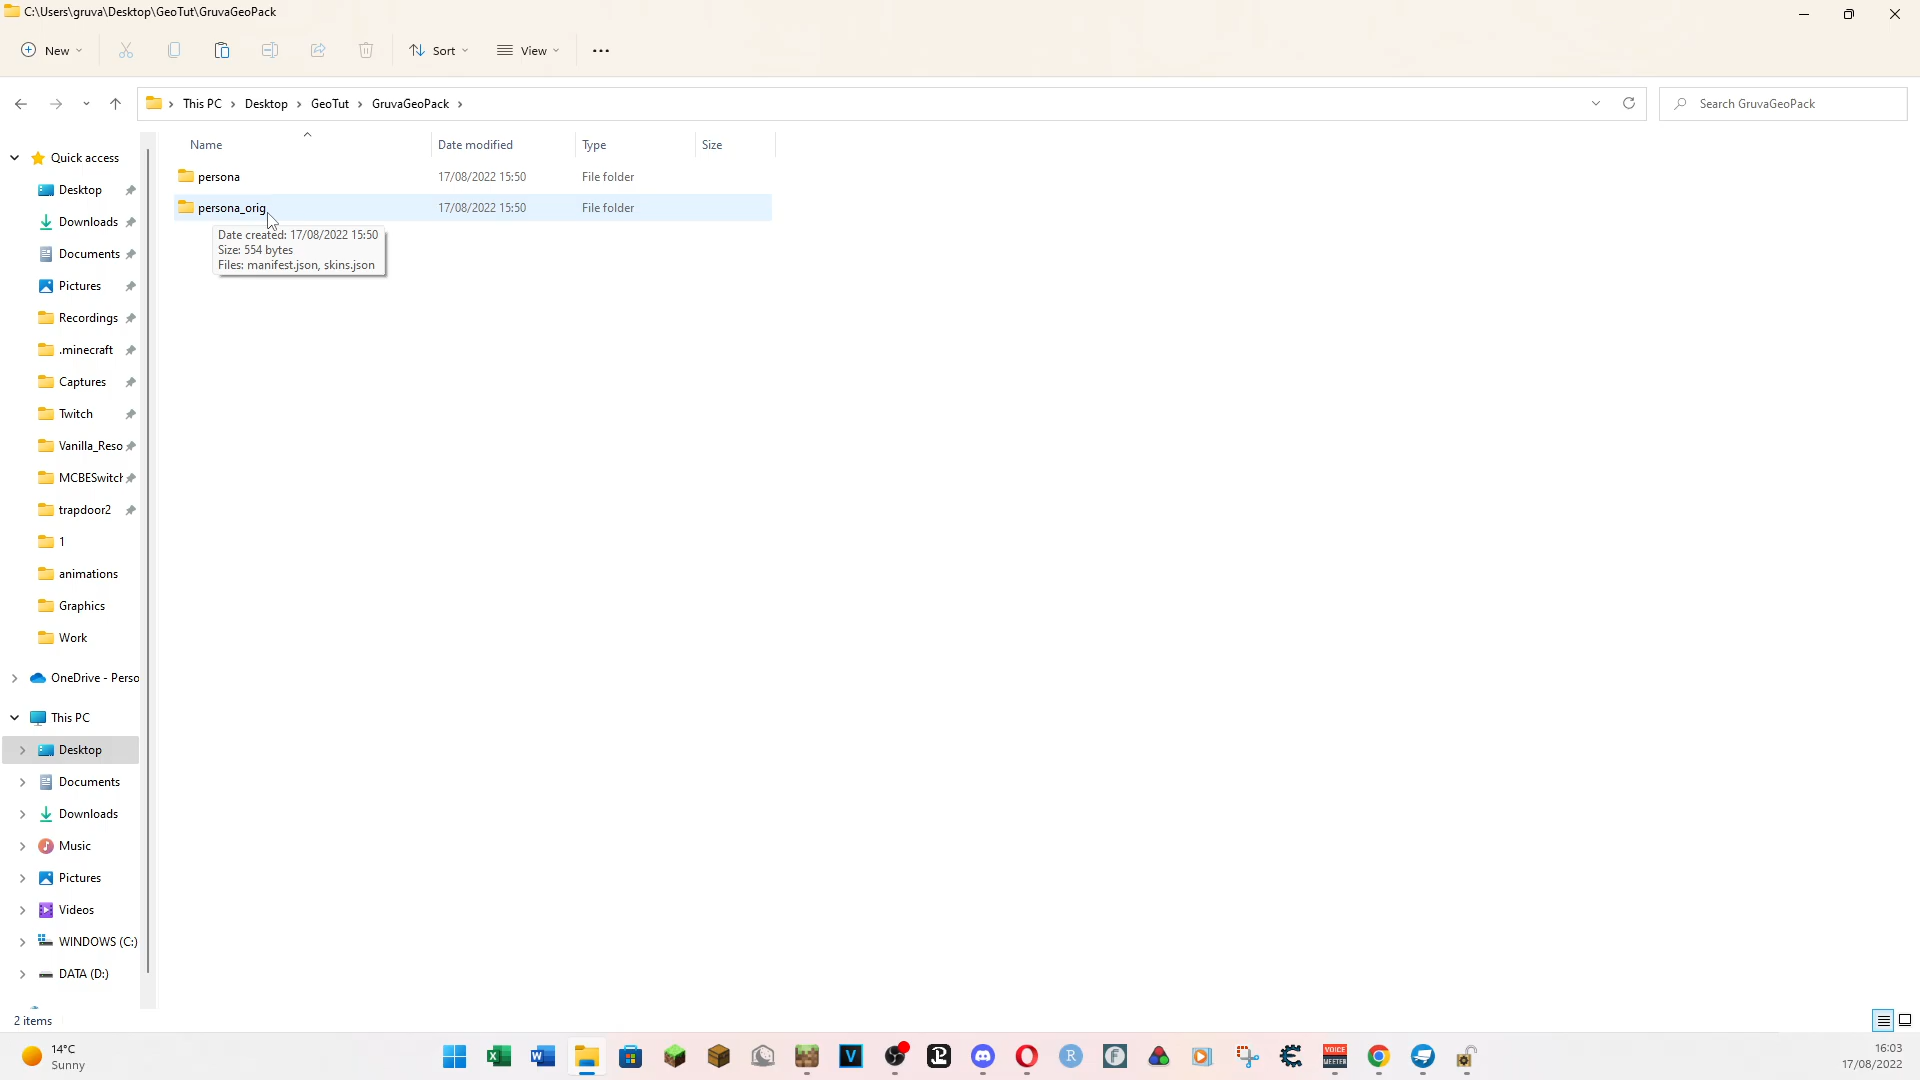 C:\Users\gruva\Desktop\GeoTut\GruvaGeoPack
New
Sort
View
This PC > Desktop > GeoTut > GruvaGeoPack >
Search GruvaGeoPack
Name Date modified Type Size
persona 17/08/2022 15:50 File folder
persona_orig 17/08/2022 15:50 File folder
Date created: 17/08/2022 15:50
Size: 554 bytes
Files: manifest.json, skins.json
Quick access
Desktop
Downloads
Documents
Pictures
Recordings
.minecraft
Captures
Twitch
Vanilla_Reso
MCBESwitch
trapdoor2
1
animations
Graphics
Work
OneDrive - Perso
This PC
Desktop
Documents
Downloads
Music
Pictures
Videos
WINDOWS (C:)
DATA (D:)
2 items
14°C
Sunny
VOICE
MEETER
16:03
17/08/2022